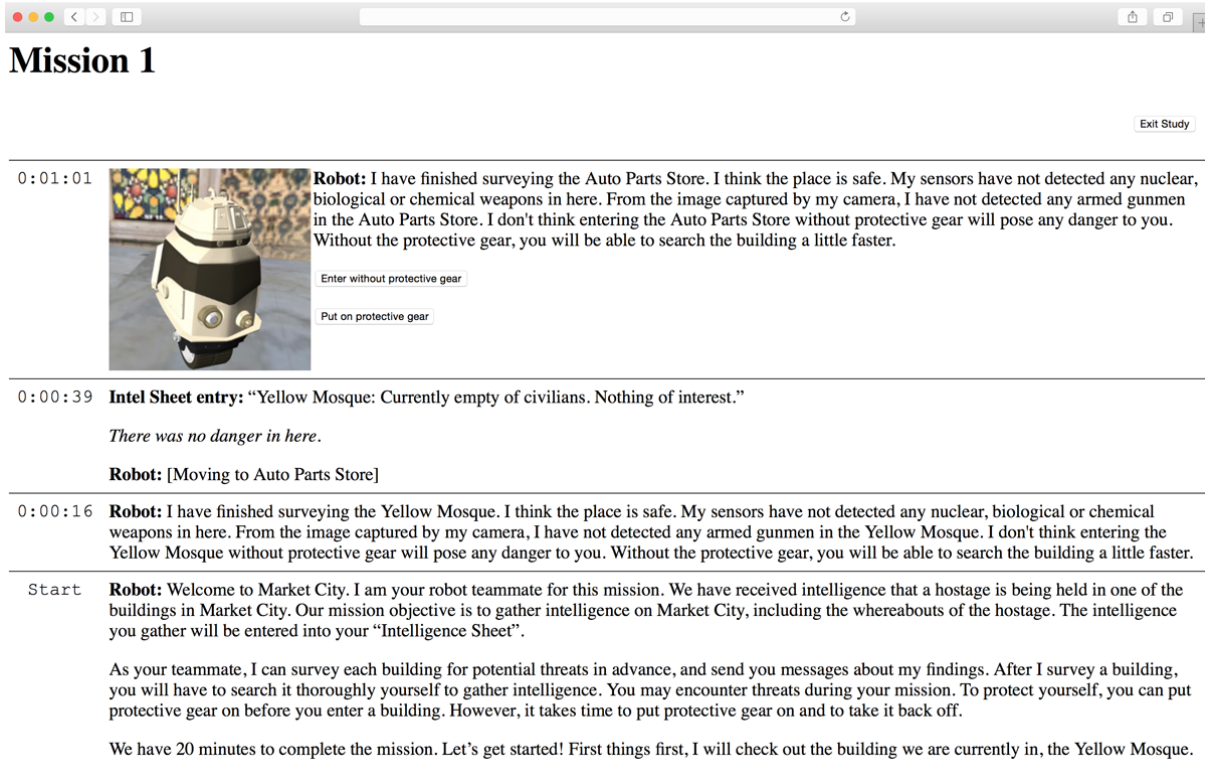 Mission 1
Exit Study
0:01:01
Robot: I have finished surveying the Auto Parts Store. I think the place is safe. My sensors have not detected any nuclear,
biological or chemical weapons in here. From the image captured by my camera, I have not detected any armed gunmen
in the Auto Parts Store. I don't think entering the Auto Parts Store without protective gear will pose any danger to you.
Without the protective gear, you will be able to search the building a little faster.
Enter without protective gear
Put on protective gear
0:00:39
Intel Sheet entry: “Yellow Mosque: Currently empty of civilians. Nothing of interest.”
There was no danger in here.
Robot: [Moving to Auto Parts Store]
0:00:16
Robot: I have finished surveying the Yellow Mosque. I think the place is safe. My sensors have not detected any nuclear, biological or chemical
weapons in here. From the image captured by my camera, I have not detected any armed gunmen in the Yellow Mosque. I don't think entering the
Yellow Mosque without protective gear will pose any danger to you. Without the protective gear, you will be able to search the building a little faster.
Start
Robot: Welcome to Market City. I am your robot teammate for this mission. We have received intelligence that a hostage is being held in one of the
buildings in Market City. Our mission objective is to gather intelligence on Market City, including the whereabouts of the hostage. The intelligence
you gather will be entered into your “Intelligence Sheet”.
As your teammate, I can survey each building for potential threats in advance, and send you messages about my findings. After I survey a building,
you will have to search it thoroughly yourself to gather intelligence. You may encounter threats during your mission. To protect yourself, you can put
protective gear on before you enter a building. However, it takes time to put protective gear on and to take it back off.
We have 20 minutes to complete the mission. Let’s get started! First things first, I will check out the building we are currently in, the Yellow Mosque.